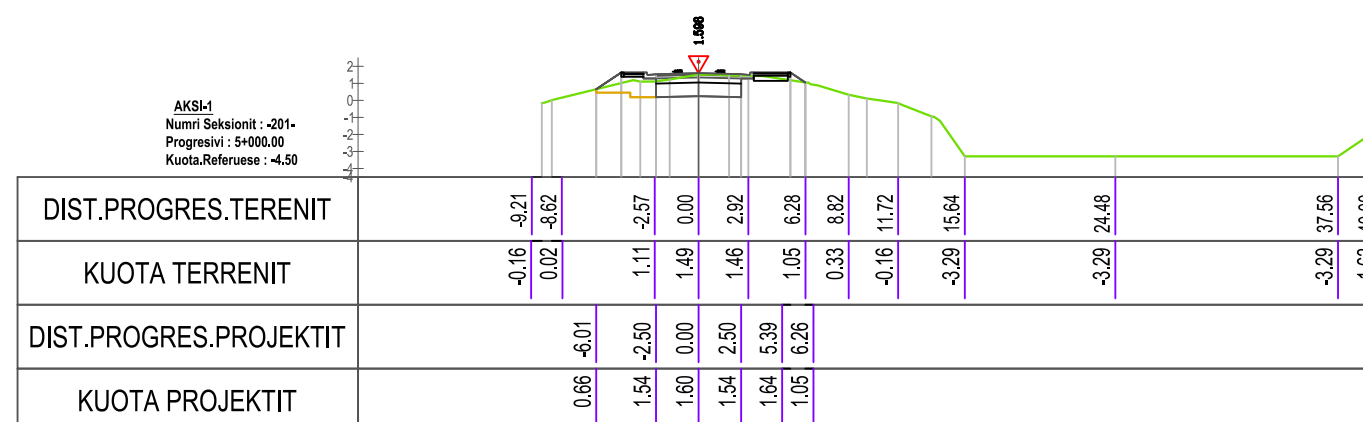 1.598
2
1
0
-1
-2
-3
-4
AKSI-1
Numri Seksionit : -201-
Progresivi : 5+000.00
Kuota.Referuese : -4.50
DIST.PROGRES.TERENIT -9.21 -8.62 -2.57 0.00 2.92 6.28 8.82 11.72 15.64 24.48 37.56
KUOTA TERRENIT -0.16 0.02 1.11 1.49 1.46 1.05 0.33 -0.16 -3.29 -3.29 -3.29
DIST.PROGRES.PROJEKTIT -6.01 -2.50 0.00 2.50 5.39 6.26
KUOTA PROJEKTIT 0.66 1.54 1.60 1.54 1.64 1.05